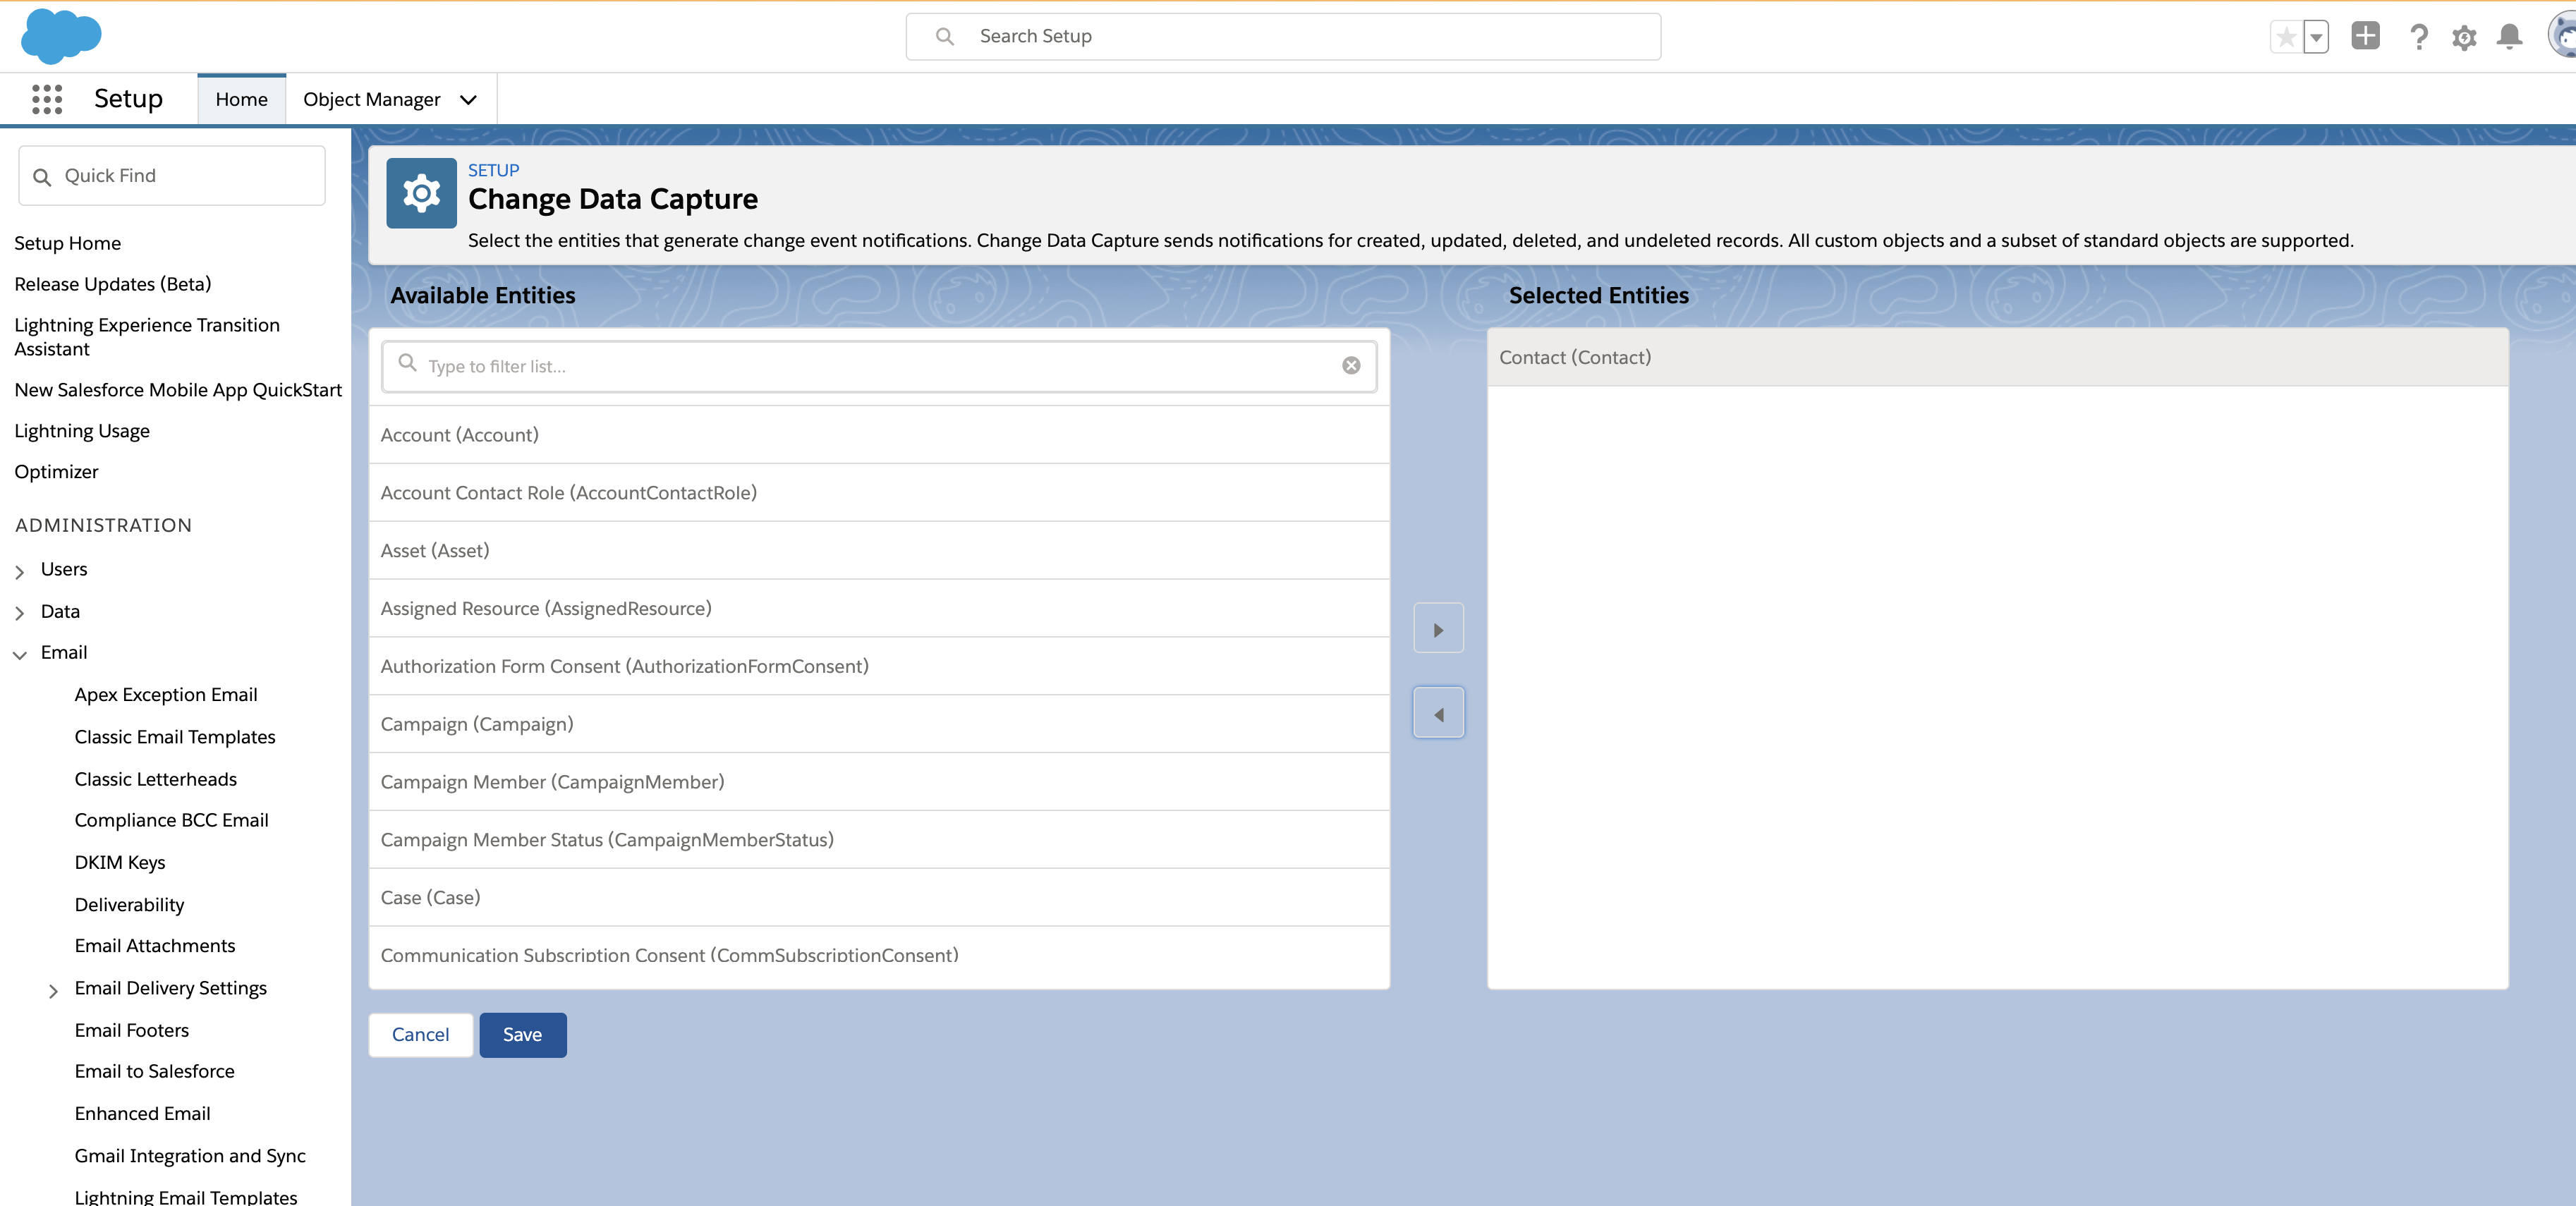 Search Setup
Setup
Home
Object Manager
Quick Find
Setup Home
Release Updates (Beta)
Lightning Experience Transition
Assistant
New Salesforce Mobile App QuickStart
Lightning Usage
Optimizer
ADMINISTRATION
Users
Data
Email
Apex Exception Email
Classic Email Templates
Classic Letterheads
Compliance BCC Email
DKIM Keys
Deliverability
Email Attachments
Email Delivery Settings
Email Footers
Email to Salesforce
Enhanced Email
Gmail Integration and Sync
Lightning Email Templates
SETUP
Change Data Capture
Select the entities that generate change event notifications. Change Data Capture sends notifications for created, updated, deleted, and undeleted records. All custom objects and a subset of standard objects are supported.
Available Entities
Type to filter list...
Account (Account)
Account Contact Role (AccountContactRole)
Asset (Asset)
Assigned Resource (AssignedResource)
Authorization Form Consent (AuthorizationFormConsent)
Campaign (Campaign)
Campaign Member (CampaignMember)
Campaign Member Status (CampaignMemberStatus)
Case (Case)
Communication Subscription Consent (CommSubscriptionConsent)
Selected Entities
Contact (Contact)
Cancel
Save